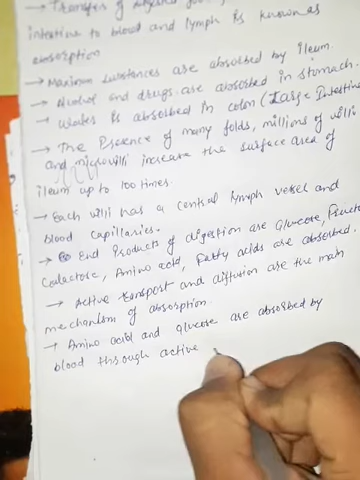 → Transfer of digested
intestine to blood and lymph is known as
absorption
→ Maximum substances are absorbed by ileum.
→ Alcohol and drugs are absorbed in stomach.
→ Water is absorbed in colon (Large Intestine
→ The Presence of many folds, millions of villi
and microvilli increase the surface area of
ileum up to 100 times.
→ Each villi has a central lymph vessel and
blood capillaries.
→ End Products of digestion are Glucose, Fructo
Galactose, Amino acid, Fatty acids are absorbed.
→ Active transport and diffusion are the main
mechanism of absorption.
→ Amino acid and glucose are absorbed by
blood through active